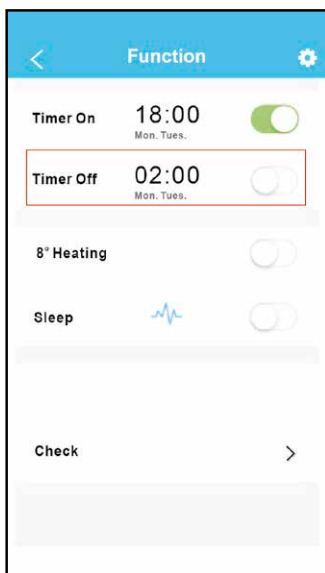 Function
Timer On 18:00
Mon. Tues.
Timer Off 02:00
Mon. Tues.
8° Heating
Sleep
Check